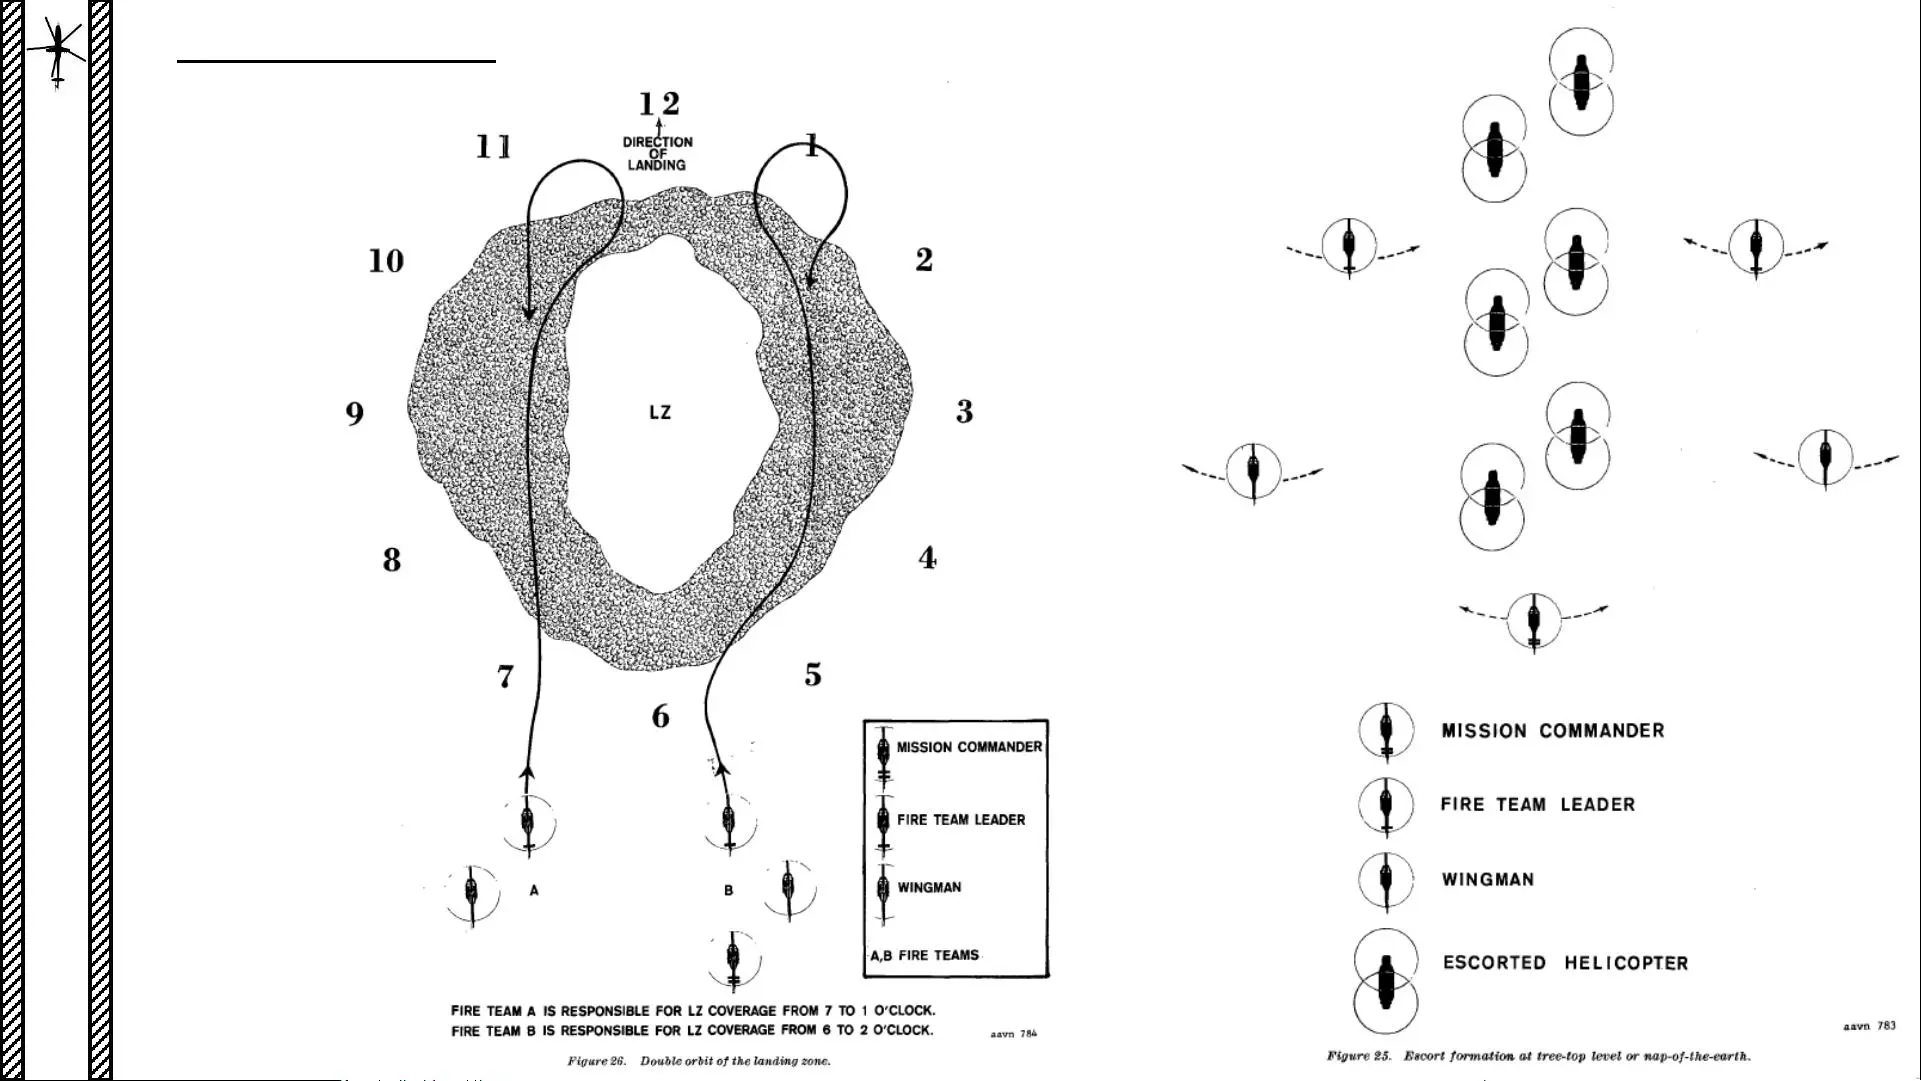 12
DIRECTION
OF
LANDING
11
1
10
2
9
LZ
3
8
4
7
5
6
MISSION COMMANDER
FIRE TEAM LEADER
WINGMAN
A,B FIRE TEAMS
A
B
FIRE TEAM A IS RESPONSIBLE FOR LZ COVERAGE FROM 7 TO 1 O'CLOCK.
FIRE TEAM B IS RESPONSIBLE FOR LZ COVERAGE FROM 6 TO 2 O'CLOCK.
aavn 784
Figure 26. Double orbit of the landing zone.
MISSION COMMANDER
FIRE TEAM LEADER
WINGMAN
ESCORTED HELICOPTER
aavn 783
Figure 25. Escort formation at tree-top level or nap-of-the-earth.